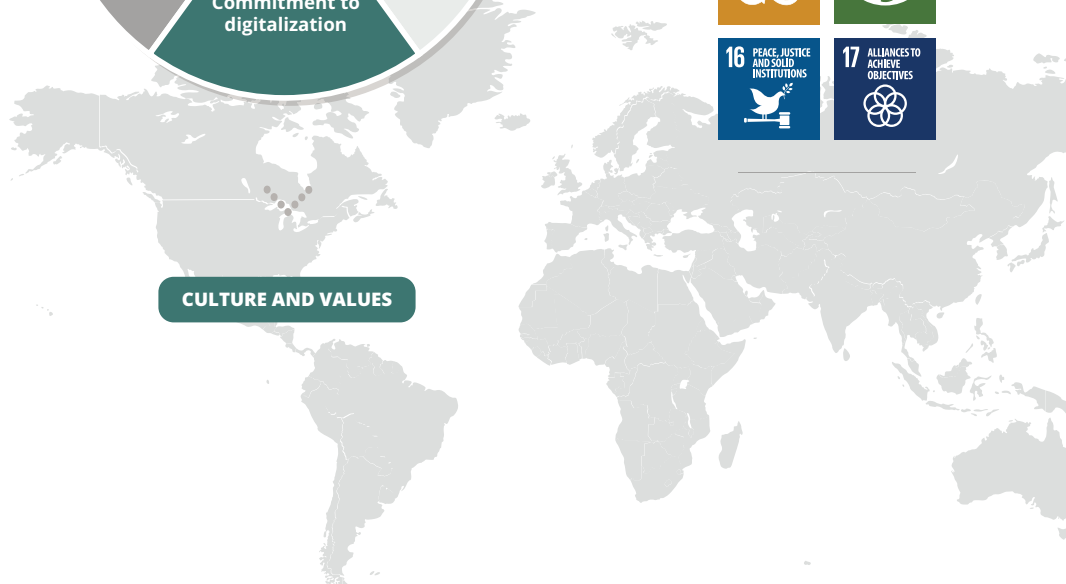 Commitment to
digitalization
16 PEACE, JUSTICE
AND SOLID
INSTITUTIONS
17 ALLIANCES TO
ACHIEVE
OBJECTIVES
CULTURE AND VALUES